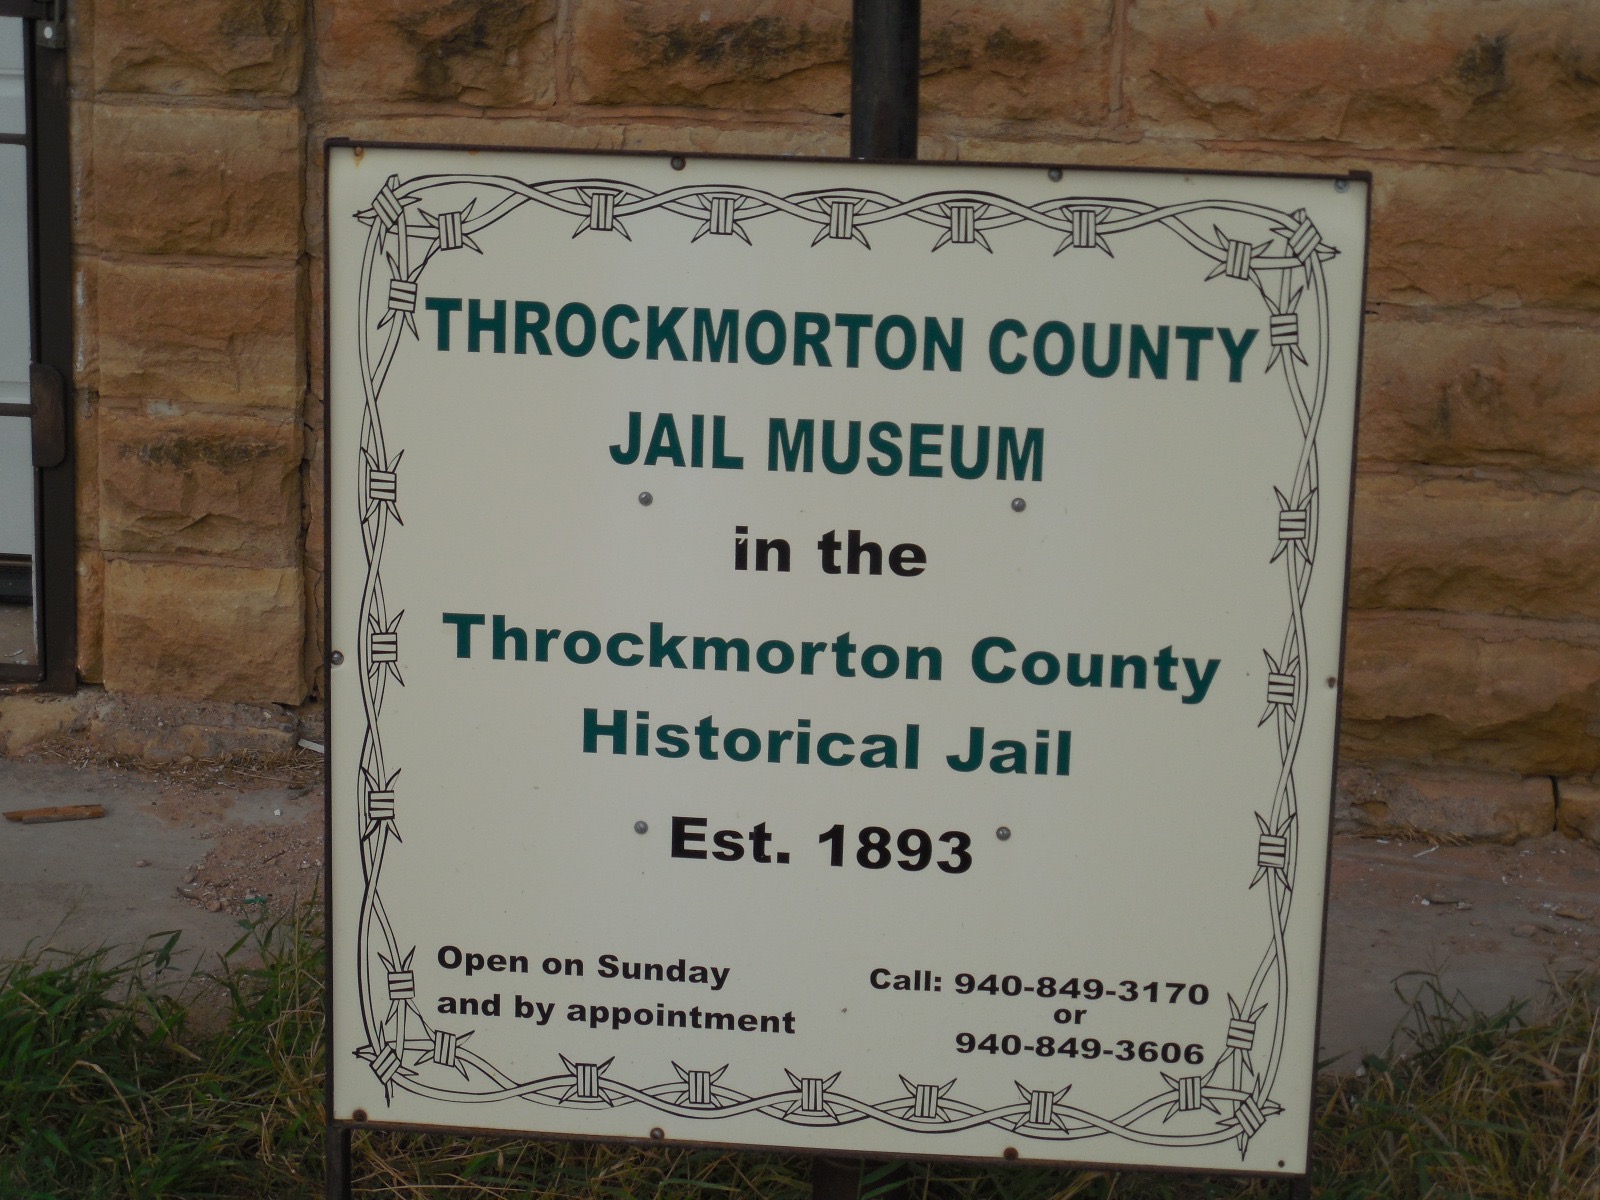 THROCKMORTON COUNTY
JAIL MUSEUM
in the
Throckmorton County
Historical Jail
Est. 1893
Open on Sunday
and by appointment
Call: 940-849-3170
or
940-849-3606